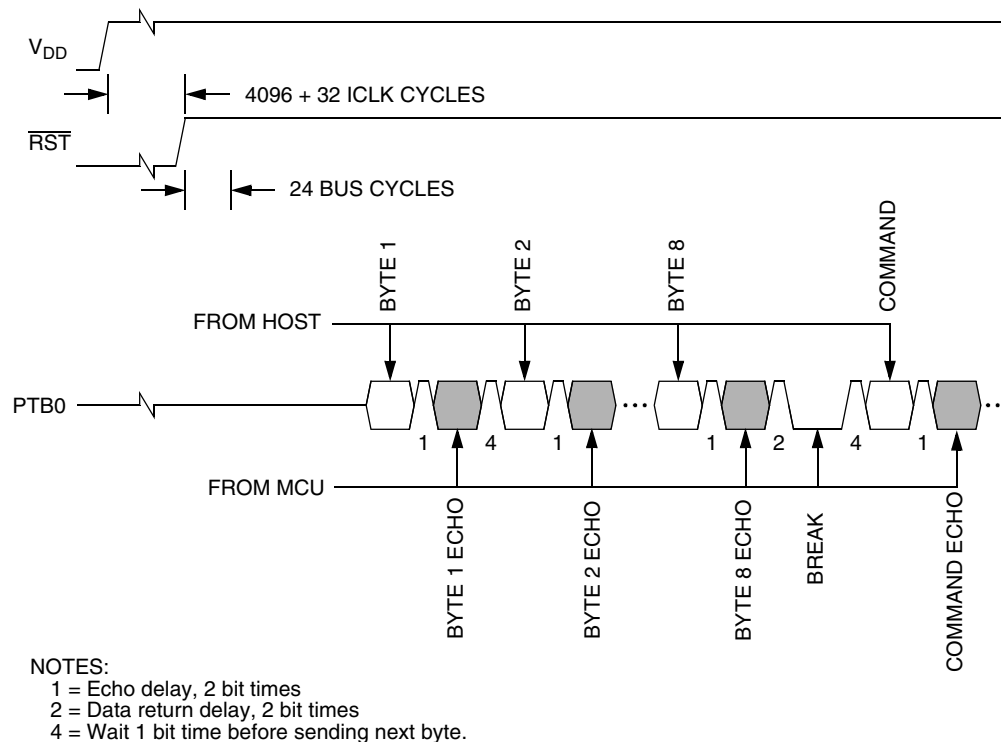 VDD
4096 + 32 ICLK CYCLES
RST
24 BUS CYCLES
BYTE 1
BYTE 2
BYTE 8
COMMAND
FROM HOST
PTB0
1
4
1
1
2
4
1
FROM MCU
BYTE 1 ECHO
BYTE 2 ECHO
BYTE 8 ECHO
BREAK
COMMAND ECHO
NOTES:
1 = Echo delay, 2 bit times
2 = Data return delay, 2 bit times
4 = Wait 1 bit time before sending next byte.